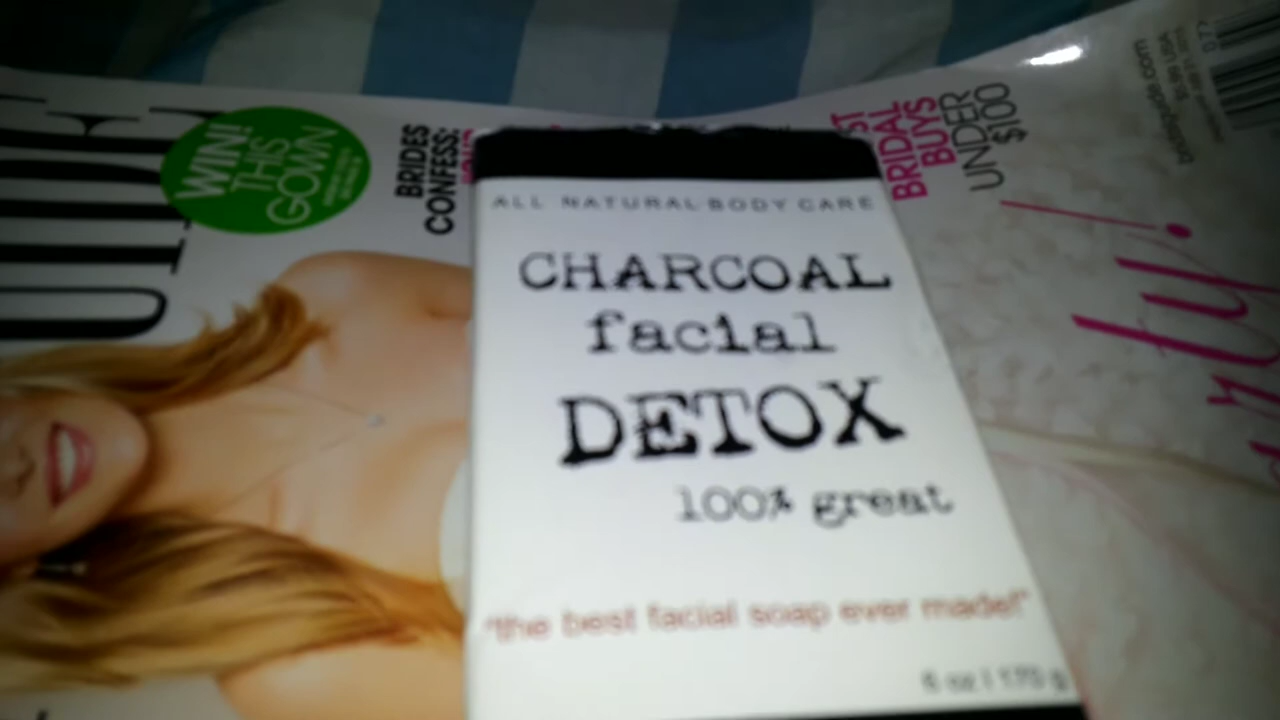 ALL NATURAL BODY CARE
CHARCOAL
facial
DETOX
100% great
"the best facial soap ever made!"
6 oz | 170 g
WIN!
THIS
GOWN
BRIDES
CONFESS:
BRIDAL
BUYS
UNDER
$100